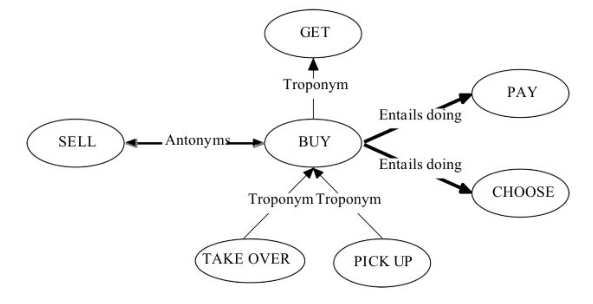 GET
Troponym
PAY
Entails doing
SELL
Antonyms
BUY
Entails doing
CHOOSE
Troponym Troponym
TAKE OVER
PICK UP